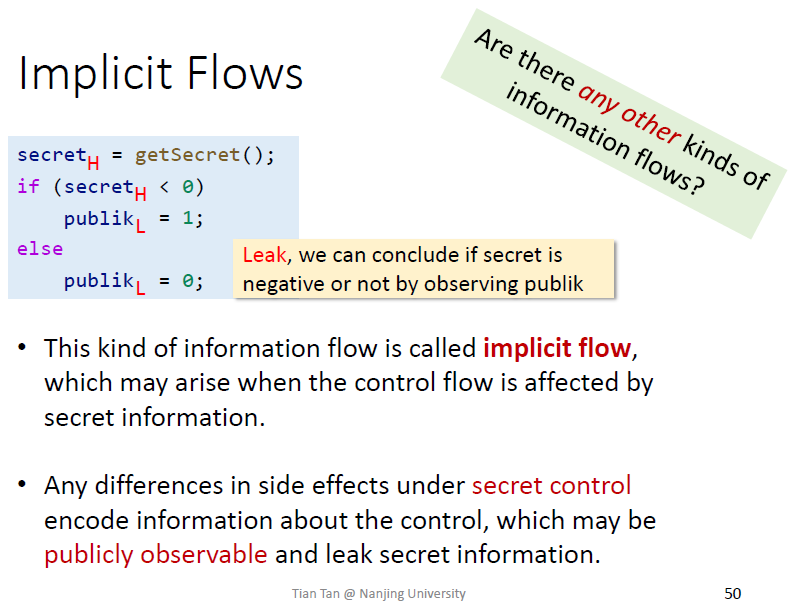 Implicit Flows
Are there any other kinds of
information flows?
secretH = getSecret();
if (secretH < 0)
publikL = 1;
else
publikL = 0;
Leak, we can conclude if secret is
negative or not by observing publik
• This kind of information flow is called implicit flow,
which may arise when the control flow is affected by
secret information.
• Any differences in side effects under secret control
encode information about the control, which may be
publicly observable and leak secret information.
Tian Tan @ Nanjing University
50